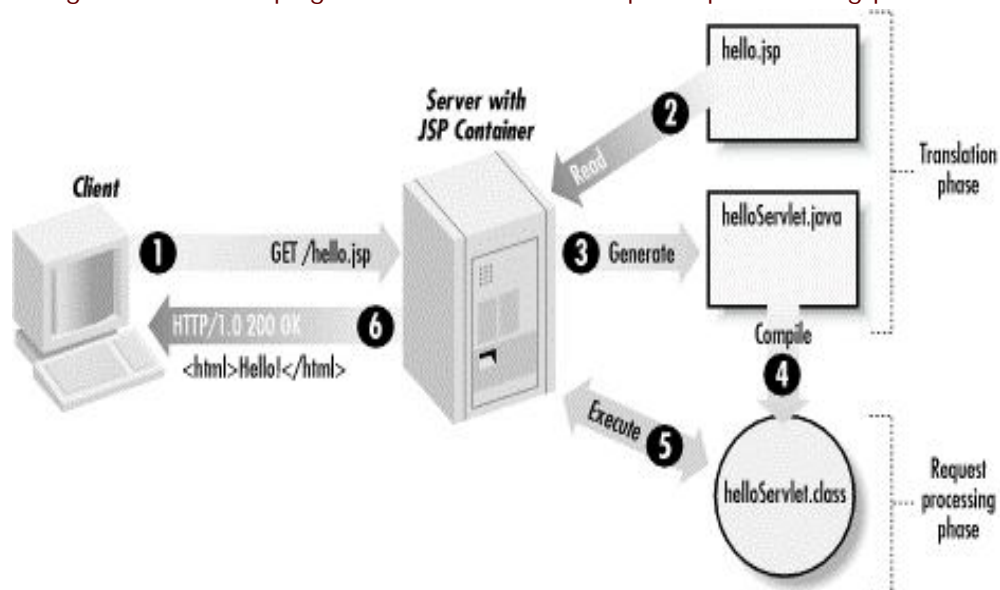 hello.jsp
Server with
JSP Container
2
Read
Translation
phase
Client
helloServlet.java
1
GET /hello.jsp
3
Generate
HTTP/1.0 200 OK
6
<html>Hello!</html>
Compile
4
Execute
5
helloServlet.class
Request
processing
phase